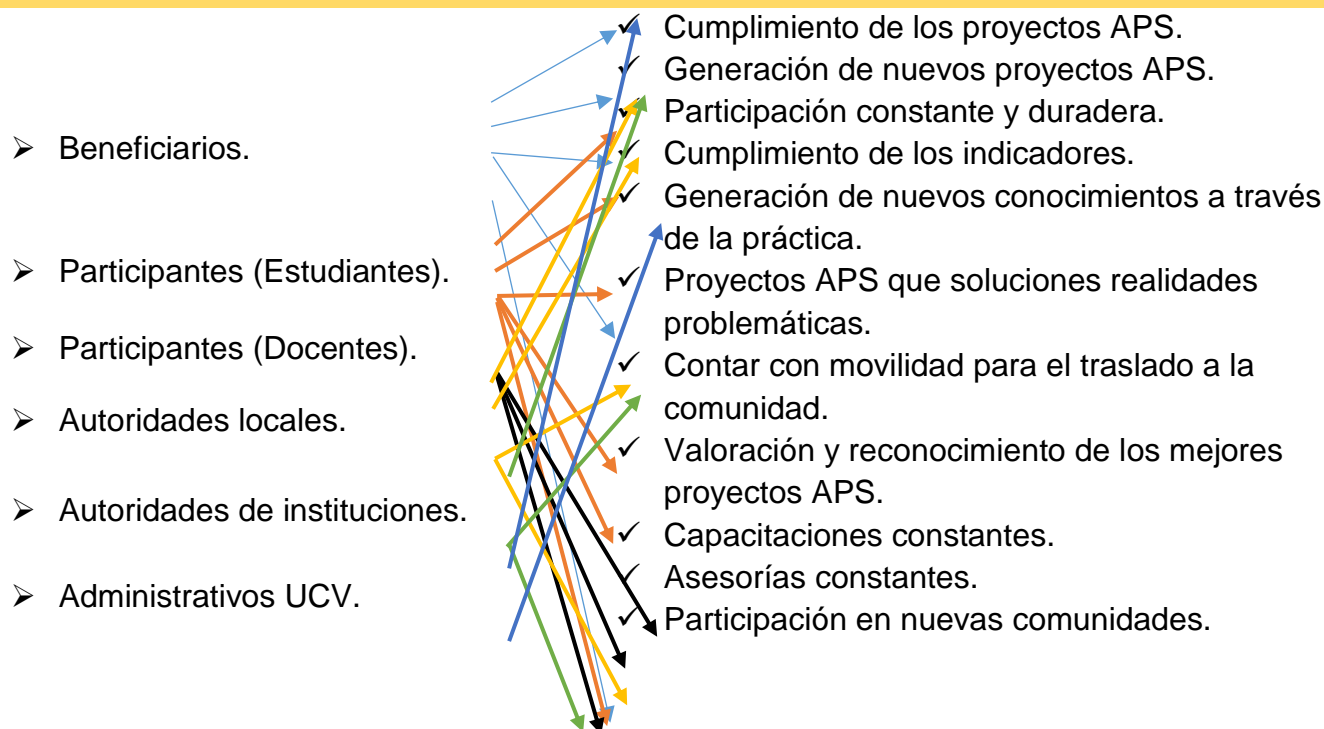 ➢ Beneficiarios.
➢ Participantes (Estudiantes).
➢ Participantes (Docentes).
➢ Autoridades locales.
➢ Autoridades de instituciones.
➢ Administrativos UCV.
✓ Cumplimiento de los proyectos APS.
✓ Generación de nuevos proyectos APS.
✓ Participación constante y duradera.
✓ Cumplimiento de los indicadores.
✓ Generación de nuevos conocimientos a través
de la práctica.
✓ Proyectos APS que soluciones realidades
problemáticas.
✓ Contar con movilidad para el traslado a la
comunidad.
✓ Valoración y reconocimiento de los mejores
proyectos APS.
✓ Capacitaciones constantes.
✓ Asesorías constantes.
✓ Participación en nuevas comunidades.